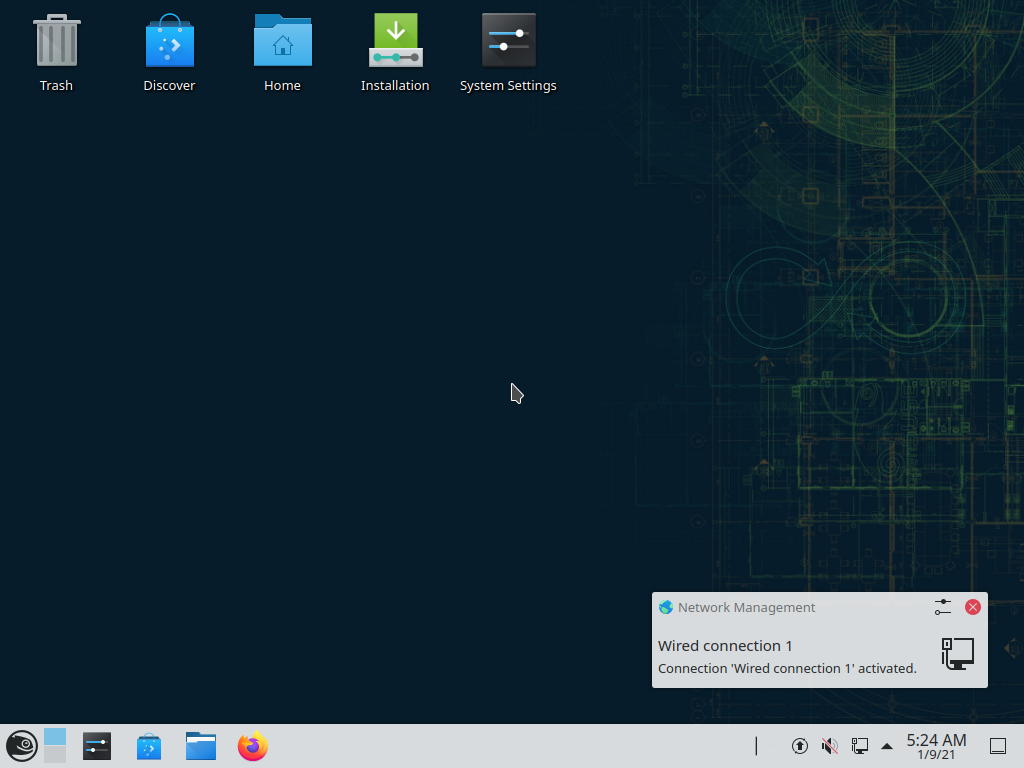 Trash
Discover
Home
Installation
System Settings
Network Management
Wired connection 1
Connection 'Wired connection 1' activated.
5:24 AM
1/9/21